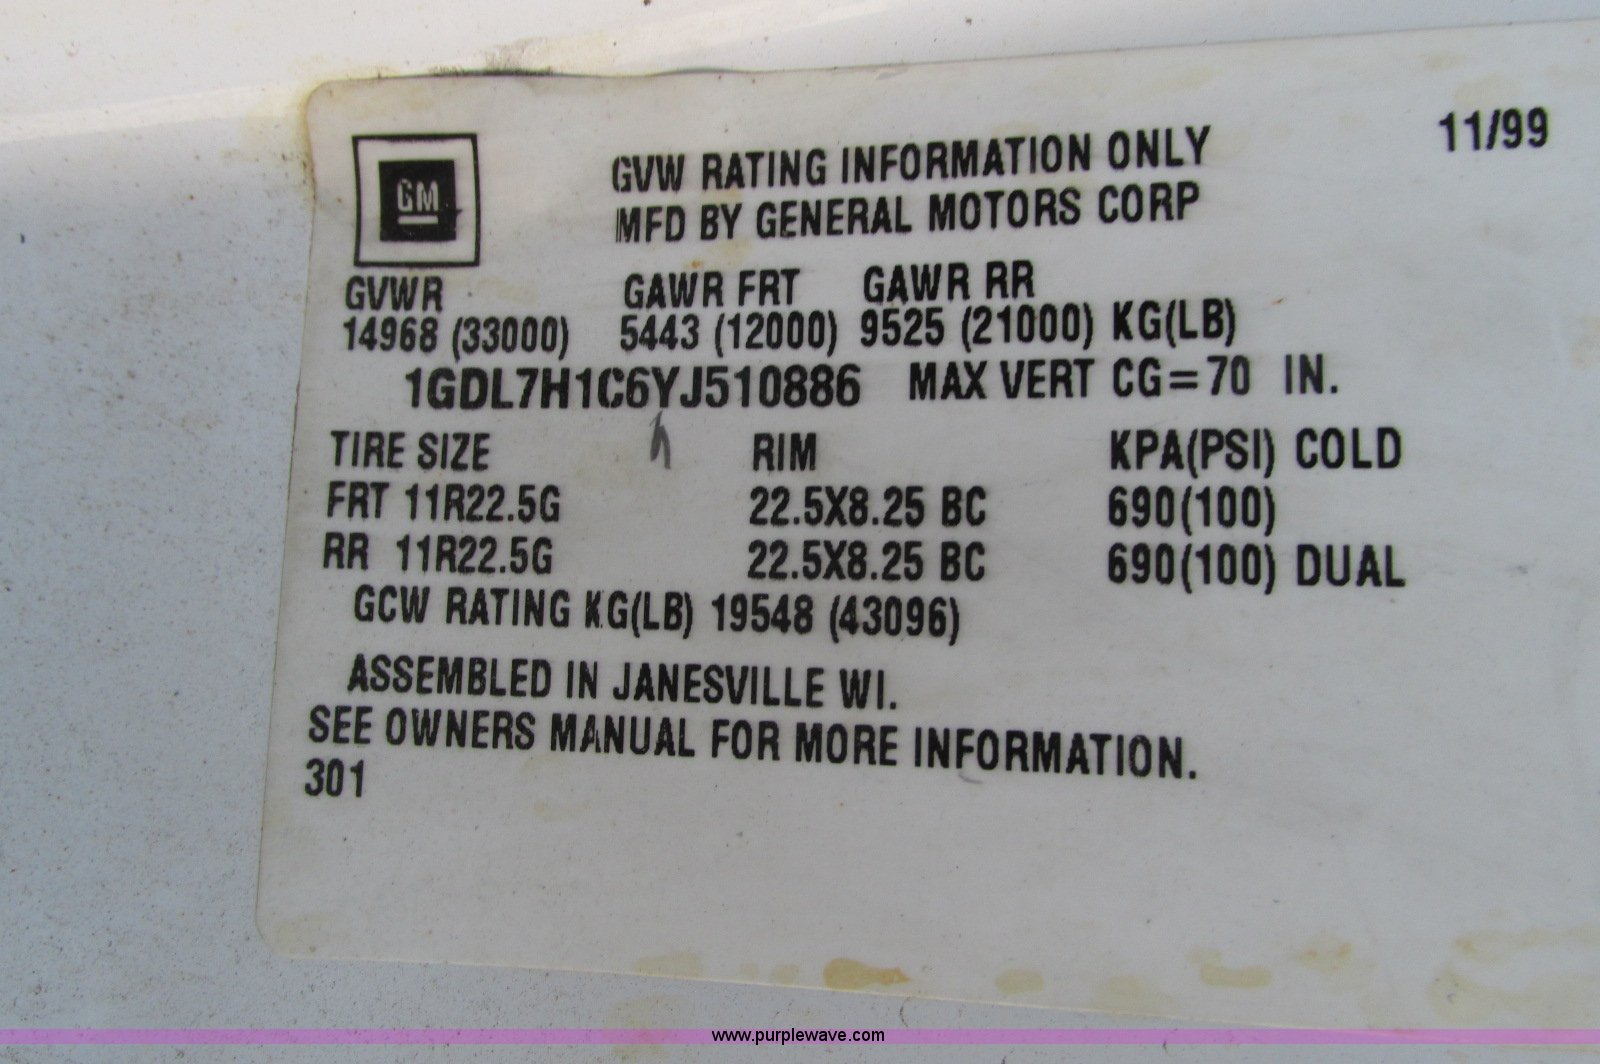 GM
GVW RATING INFORMATION ONLY 11/99
MFD BY GENERAL MOTORS CORP
GVWR GAWR FRT GAWR RR
14968 (33000) 5443 (12000) 9525 (21000) KG(LB)
1GDL7H1C6YJ510886 MAX VERT CG=70 IN.
TIRE SIZE RIM KPA(PSI) COLD
FRT 11R22.5G 22.5X8.25 BC 690(100)
RR 11R22.5G 22.5X8.25 BC 690(100) DUAL
GCW RATING KG(LB) 19548 (43096)
ASSEMBLED IN JANESVILLE WI.
SEE OWNERS MANUAL FOR MORE INFORMATION.
301
www.purplewave.com